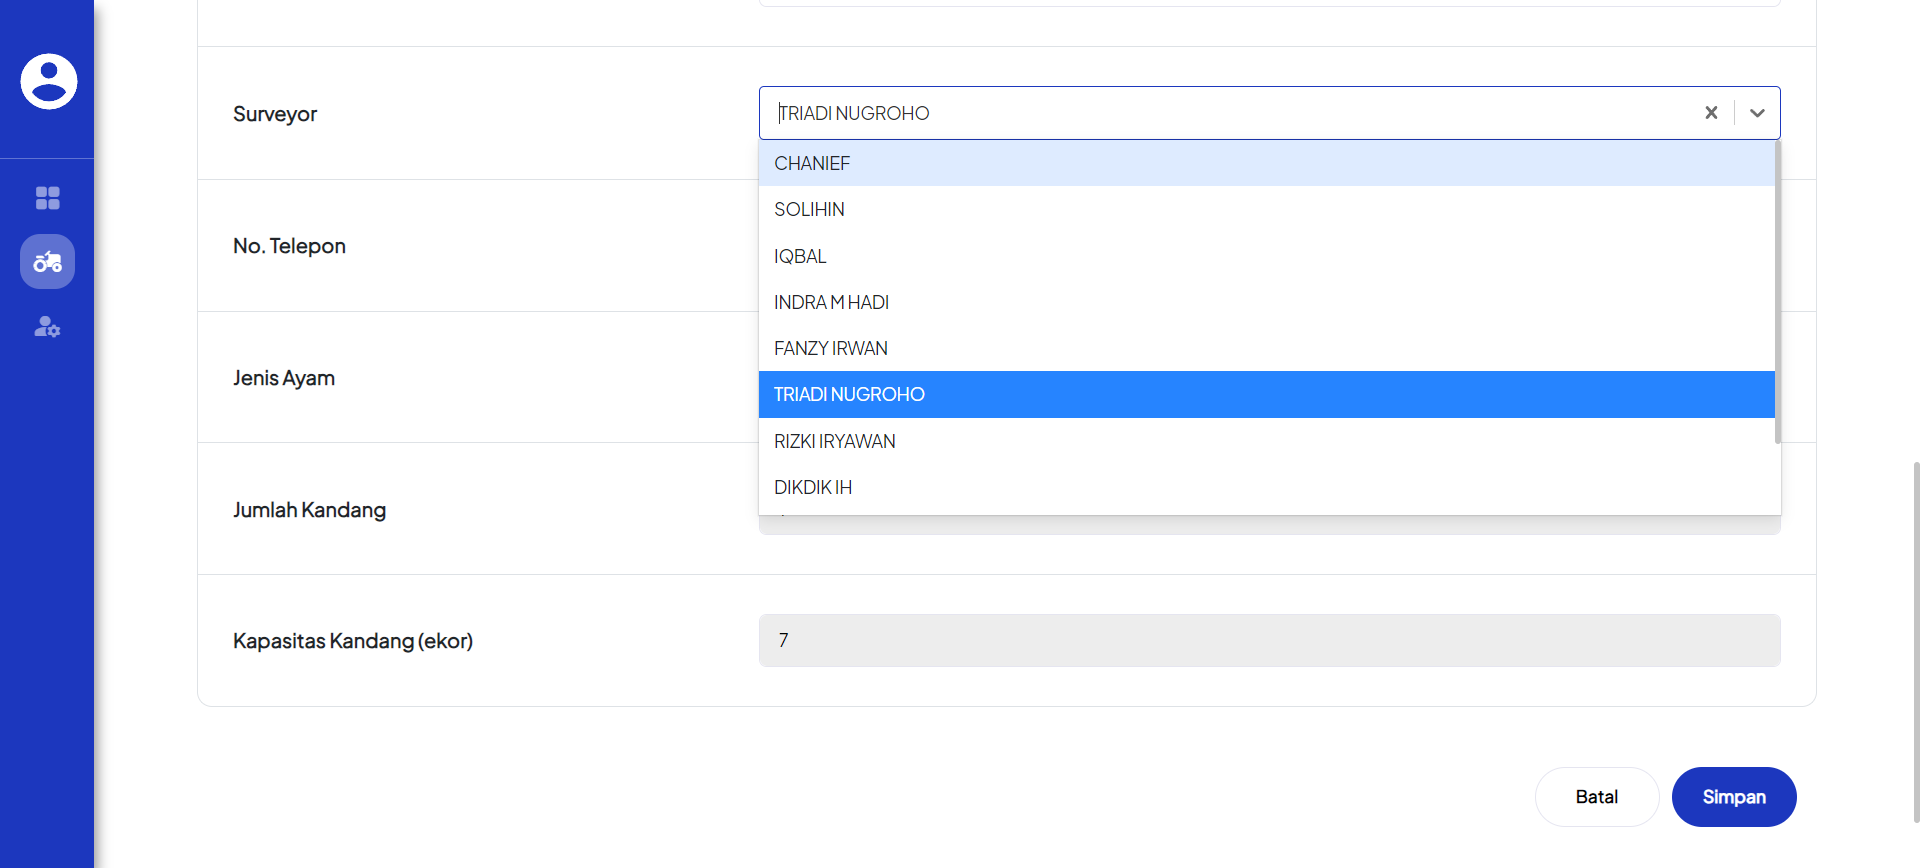 Surveyor
TRIADI NUGROHO
CHANIEF
SOLIHIN
IQBAL
INDRA M HADI
FANZY IRWAN
TRIADI NUGROHO
RIZKI IRYAWAN
DIKDIK IH
No. Telepon
Jenis Ayam
Jumlah Kandang
Kapasitas Kandang (ekor)
7
Batal
Simpan